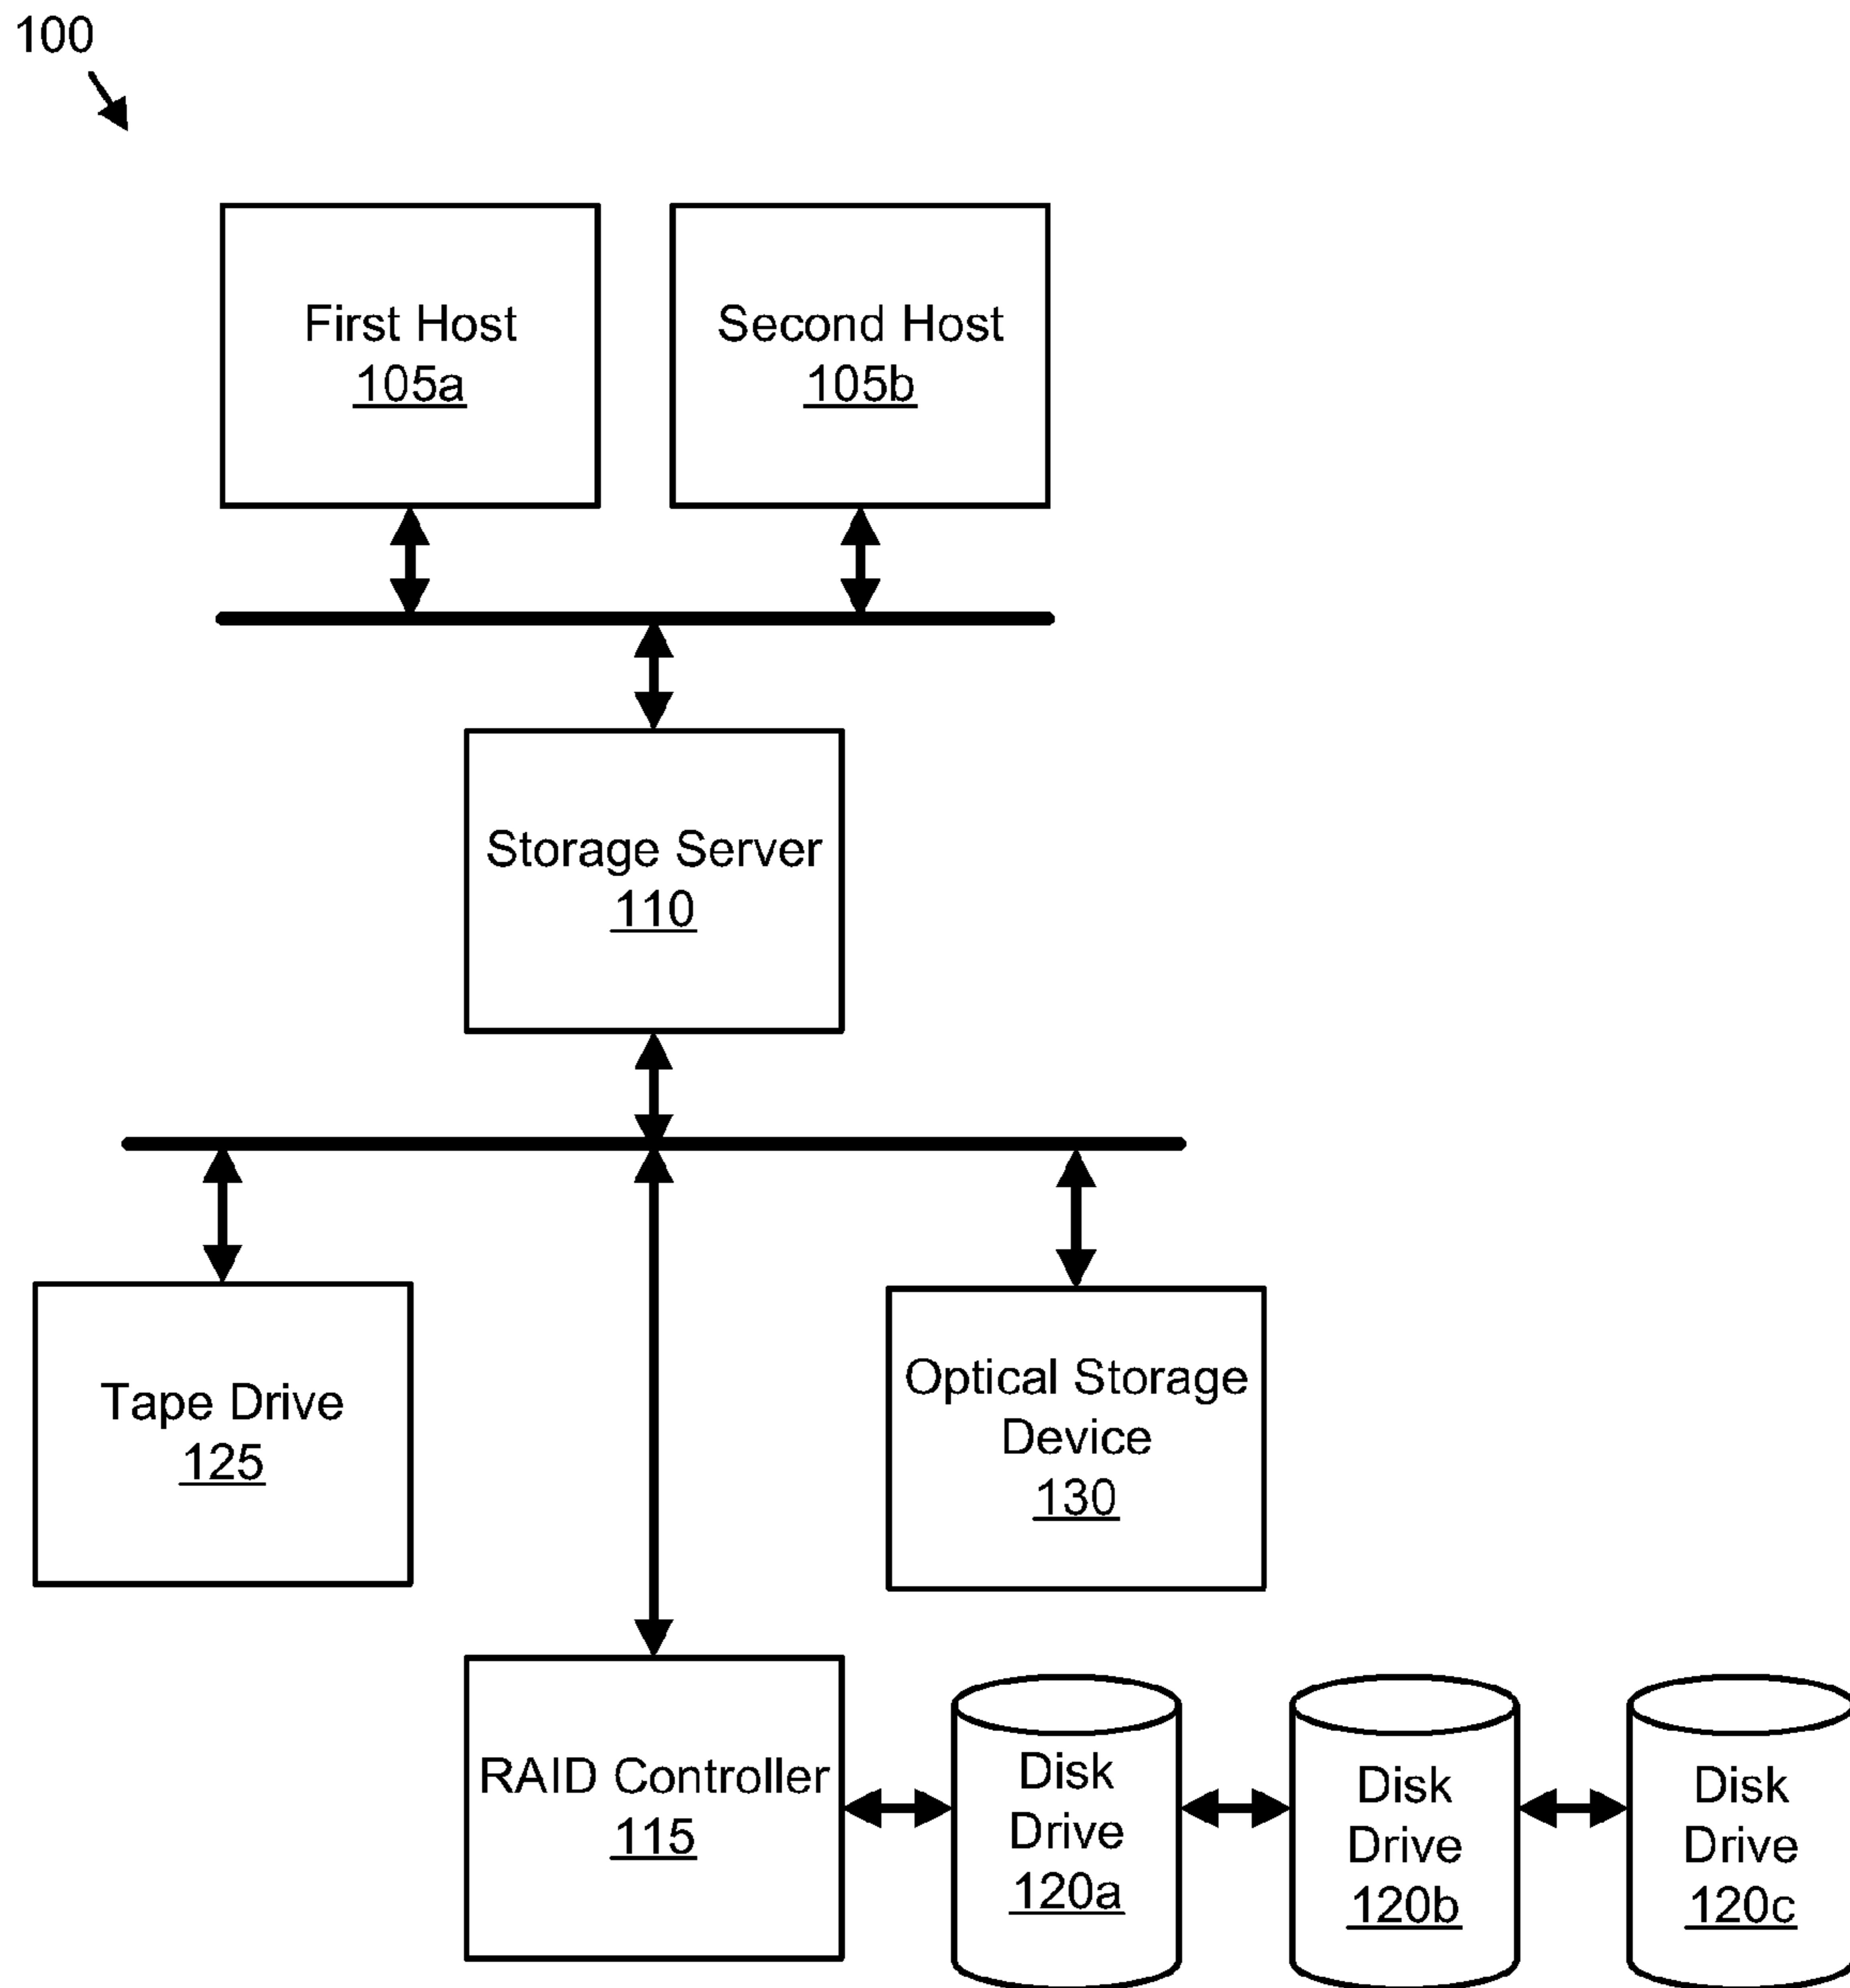 100
First Host
105a
Second Host
105b
Storage Server
110
Tape Drive
125
Optical Storage
Device
130
RAID Controller
115
Disk
Drive
120a
Disk
Drive
120b
Disk
Drive
120c